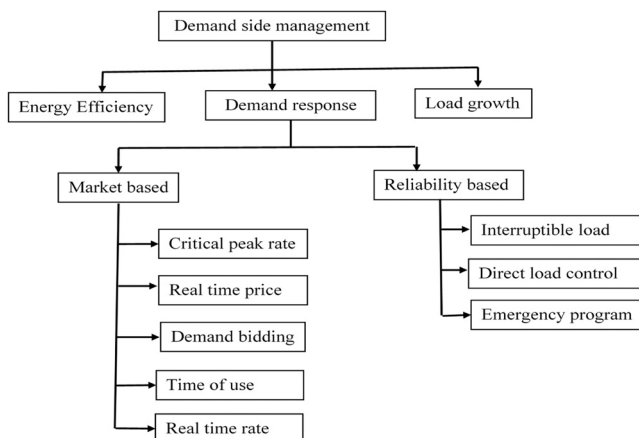 Demand side management
Energy Efficiency
Demand response
Load growth
Market based
Reliability based
Critical peak rate
Real time price
Demand bidding
Time of use
Real time rate
Interruptible load
Direct load control
Emergency program